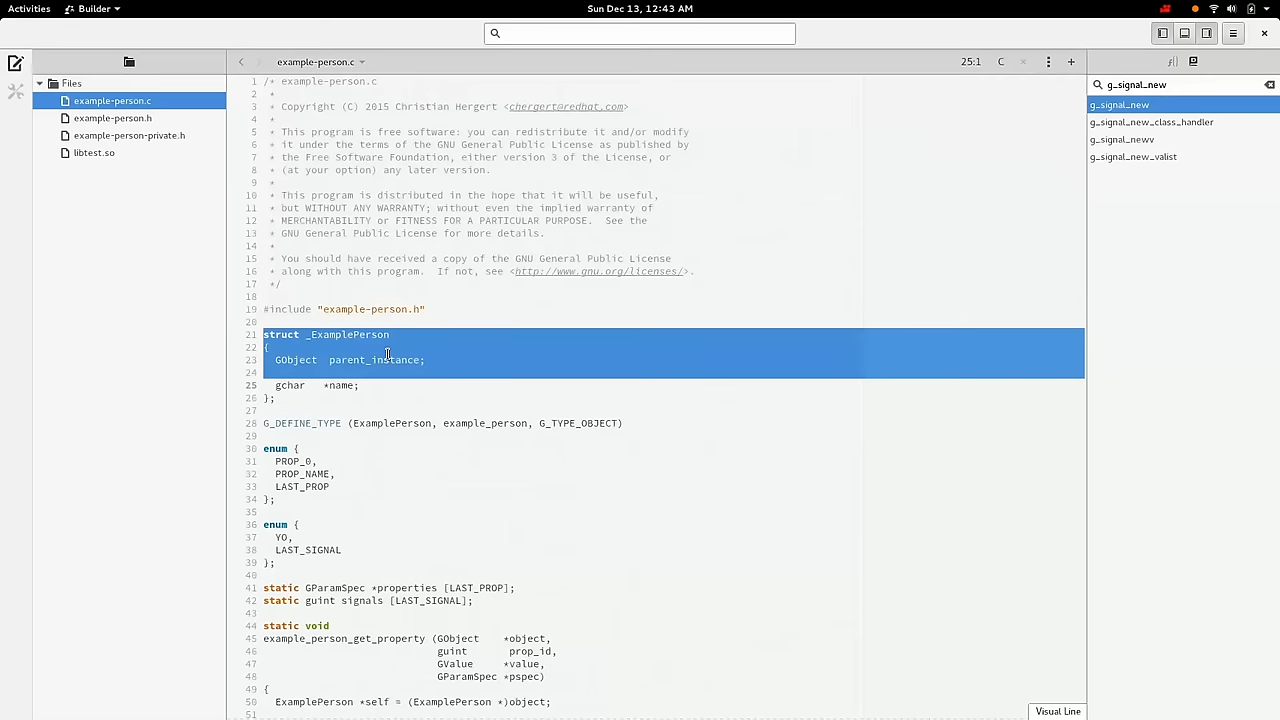 Activities Builder Sun Dec 13, 12:43 AM
example-person.c 25:1 C
Files
example-person.c
example-person.h
example-person-private.h
libtest.so
1 /* example-person.c
2 *
3 * Copyright (C) 2015 Christian Hergert <chergert@redhat.com>
4 *
5 * This program is free software: you can redistribute it and/or modify
6 * it under the terms of the GNU General Public License as published by
7 * the Free Software Foundation, either version 3 of the License, or
8 * (at your option) any later version.
9 *
10 * This program is distributed in the hope that it will be useful,
11 * but WITHOUT ANY WARRANTY; without even the implied warranty of
12 * MERCHANTABILITY or FITNESS FOR A PARTICULAR PURPOSE.  See the
13 * GNU General Public License for more details.
14 *
15 * You should have received a copy of the GNU General Public License
16 * along with this program.  If not, see <http://www.gnu.org/licenses/>.
17 */
18
19 #include "example-person.h"
20
21 struct _ExamplePerson
22 {
23   GObject  parent_instance;
24
25   gchar   *name;
26 };
27
28 G_DEFINE_TYPE (ExamplePerson, example_person, G_TYPE_OBJECT)
29
30 enum {
31   PROP_0,
32   PROP_NAME,
33   LAST_PROP
34 };
35
36 enum {
37   YO,
38   LAST_SIGNAL
39 };
40
41 static GParamSpec *properties [LAST_PROP];
42 static guint signals [LAST_SIGNAL];
43
44 static void
45 example_person_get_property (GObject    *object,
46                              guint       prop_id,
47                              GValue     *value,
48                              GParamSpec *pspec)
49 {
50   ExamplePerson *self = (ExamplePerson *)object;
51
g_signal_new
g_signal_new
g_signal_new_class_handler
g_signal_newv
g_signal_new_valist
Visual Line